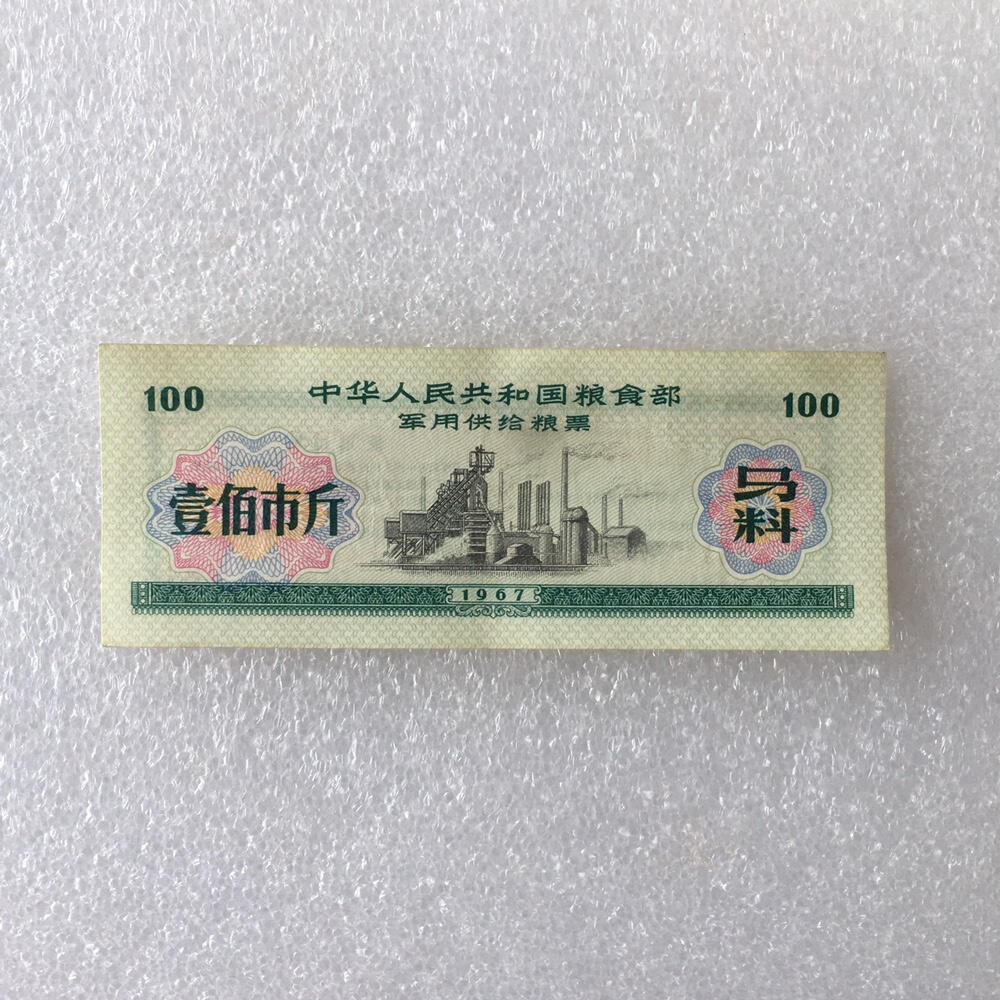 100
中华人民共和国粮食部
100
军用供给粮票
壹佰市斤
马
料
1967